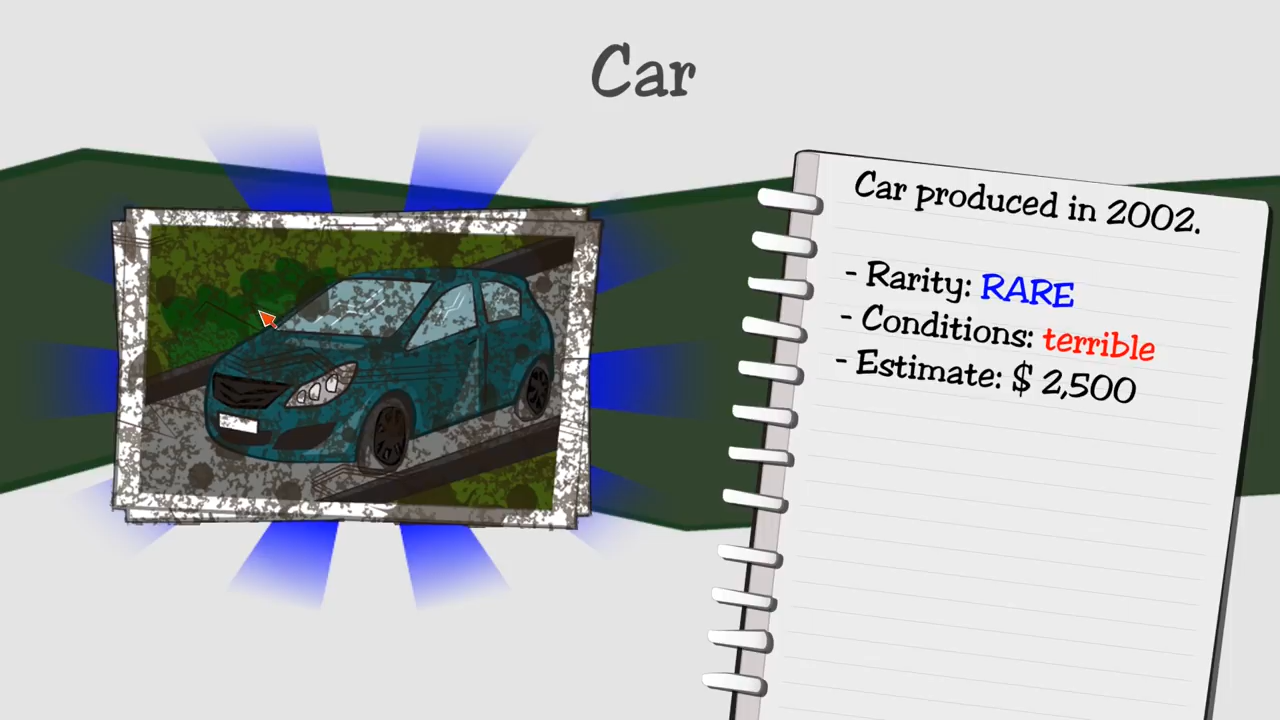 Car
Car produced in 2002.
- Rarity: RARE
- Conditions: terrible
- Estimate: $ 2,500